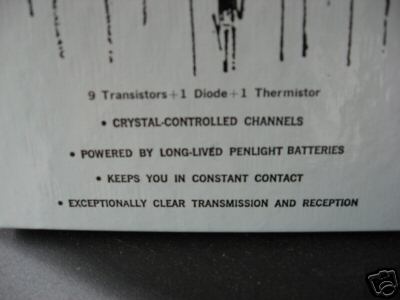 9 Transistors+1 Diode+1 Thermistor
• CRYSTAL-CONTROLLED CHANNELS
• POWERED BY LONG-LIVED PENLIGHT BATTERIES
• KEEPS YOU IN CONSTANT CONTACT
• EXCEPTIONALLY CLEAR TRANSMISSION AND RECEPTION